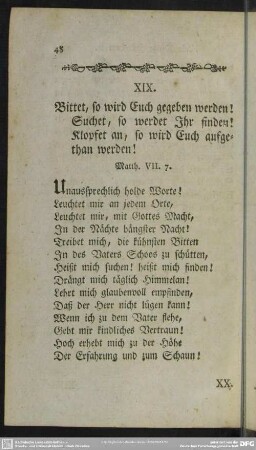 48
XIX.
Bittet, so wird Euch gegeben werden!
Suchet, so werdet Ihr finden!
Klopfet an, so wird Euch aufge-
than werden!
Matth. VII. 7.
Unaussprechlich holde Worte!
Leuchtet mir an jedem Orte,
Leuchtet mir, mit Gottes Macht,
In der Nächte bängster Nacht!
Treibet mich, die kühnsten Bitten
In des Vaters Schoos zu schütten,
Heißt mich suchen! heißt mich finden!
Drängt mich täglich Himmelan!
Lehrt mich glaubenvoll empfinden,
Daß der Herr nicht lügen kann!
Wenn ich zu dem Vater flehe,
Gebt mir kindliches Vertraun!
Hoch erhebt mich zu der Höhe
Der Erfahrung und zum Schaun!
XX.